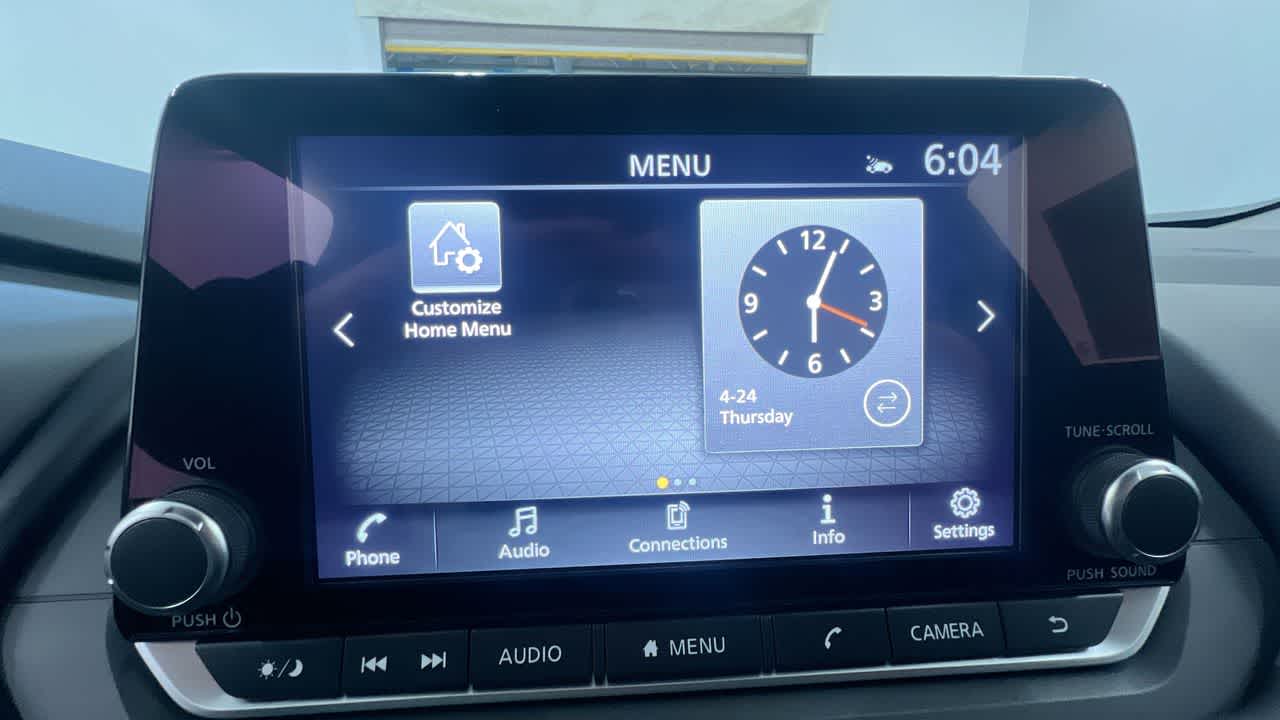 MENU
6:04
Customize
Home Menu
12
9
3
6
4-24
Thursday
VOL
TUNE·SCROLL
Phone
Audio
Connections
Info
Settings
PUSH
PUSH SOUND
AUDIO
MENU
CAMERA